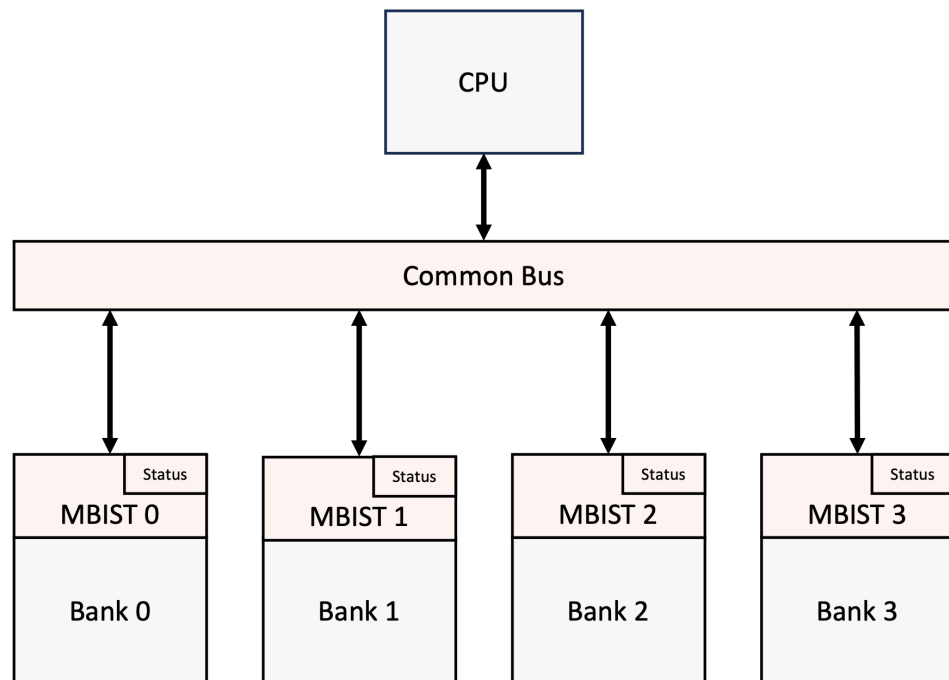 CPU
Common Bus
Status
MBIST 0
Bank 0
Status
MBIST 1
Bank 1
Status
MBIST 2
Bank 2
Status
MBIST 3
Bank 3